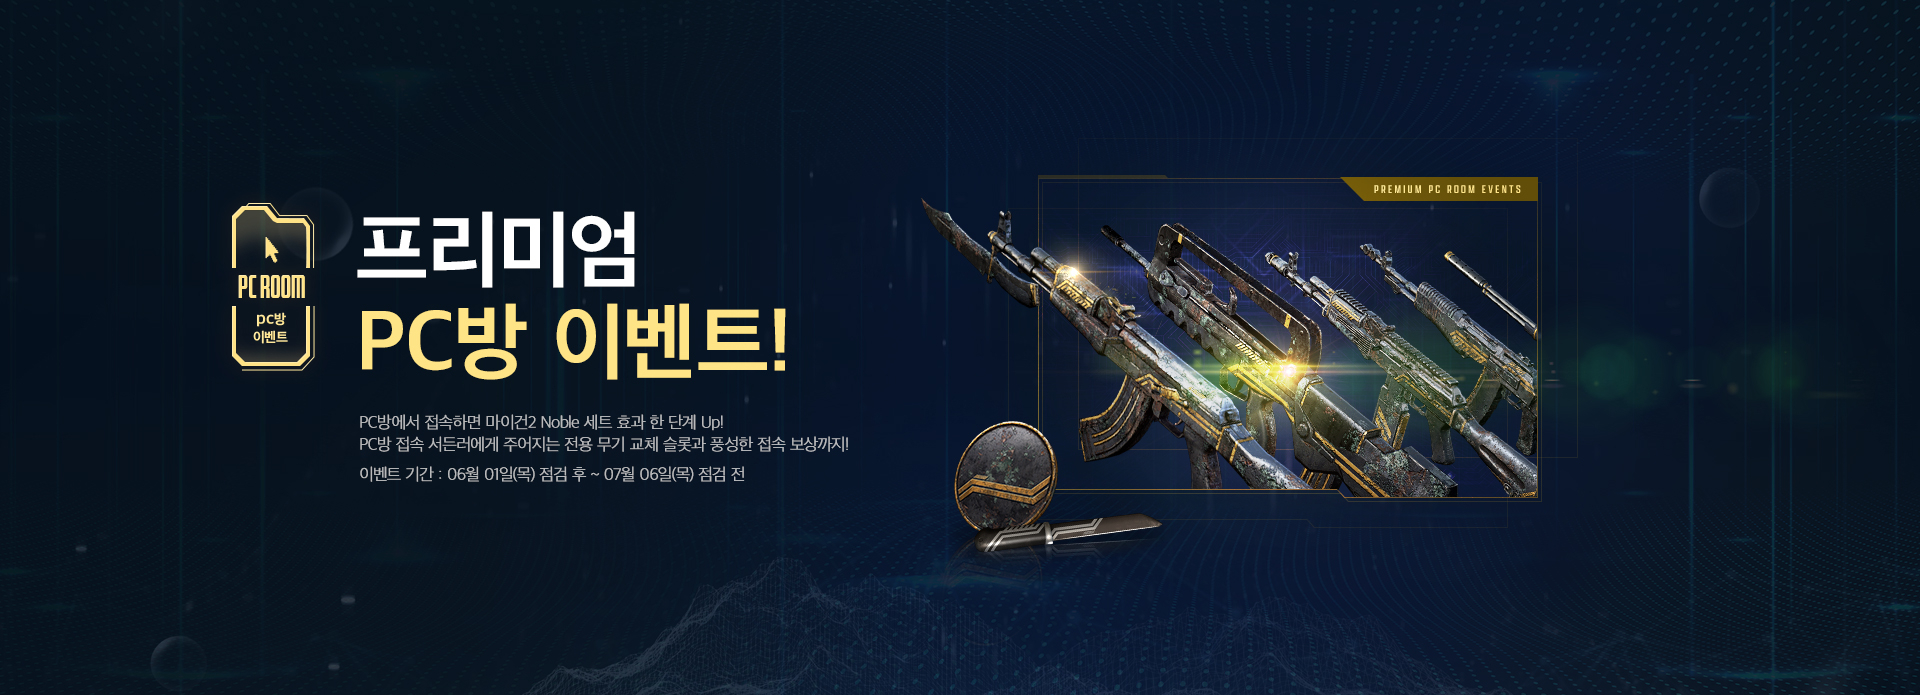 PC ROOM
pc방
이벤트
프리미엄
PC방 이벤트!
PC방에서 접속하면 마이건2 Noble 세트 효과 한 단계 Up!
PC방 접속 서든러에게 주어지는 전용 무기 교체 슬롯과 풍성한 접속 보상까지!
이벤트 기간 : 06월 01일(목) 점검 후 ~ 07월 06일(목) 점검 전
PREMIUM PC ROOM EVENTS